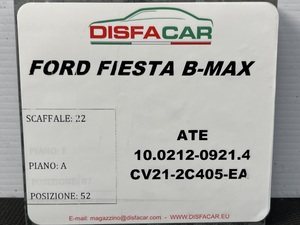 DISFACAR
FORD FIESTA B-MAX
SCAFFALE: 22
PIANO: A
POSIZIONE: 52
ATE
10.0212-0921.4
CV21-2C405-EA
E-mail: magazzino@disfacar.eu WWW.DISFACAR.EU